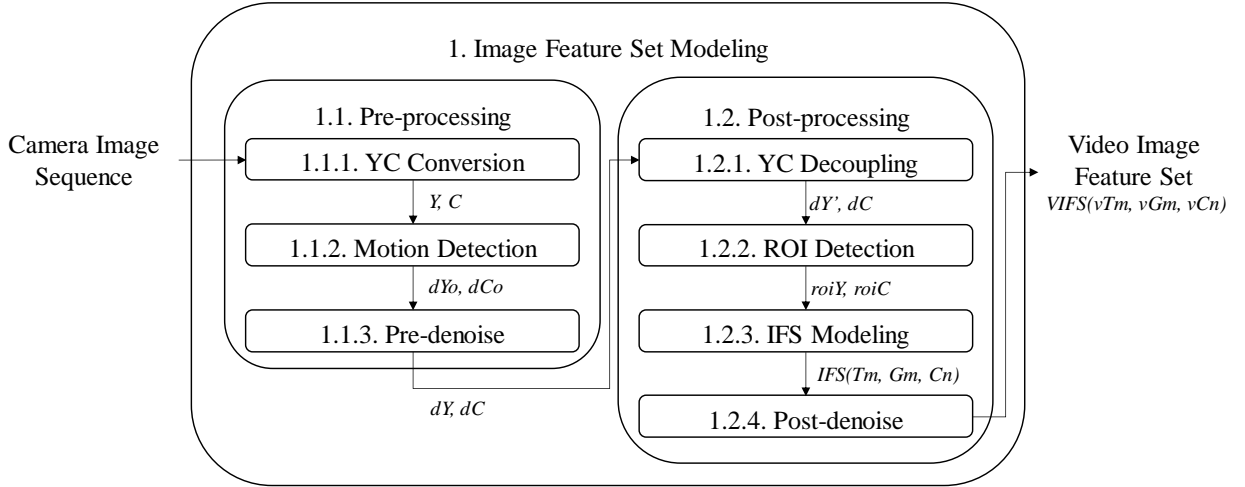 1. Image Feature Set Modeling
Camera Image
Sequence
1.1. Pre-processing
1.1.1. YC Conversion
Y, C
1.1.2. Motion Detection
dYo, dCo
1.1.3. Pre-denoise
dY, dC
1.2. Post-processing
1.2.1. YC Decoupling
dY’, dC
1.2.2. ROI Detection
roiY, roiC
1.2.3. IFS Modeling
IFS(Tm, Gm, Cn)
1.2.4. Post-denoise
Video Image
Feature Set
VIFS(vTm, vGm, vCn)